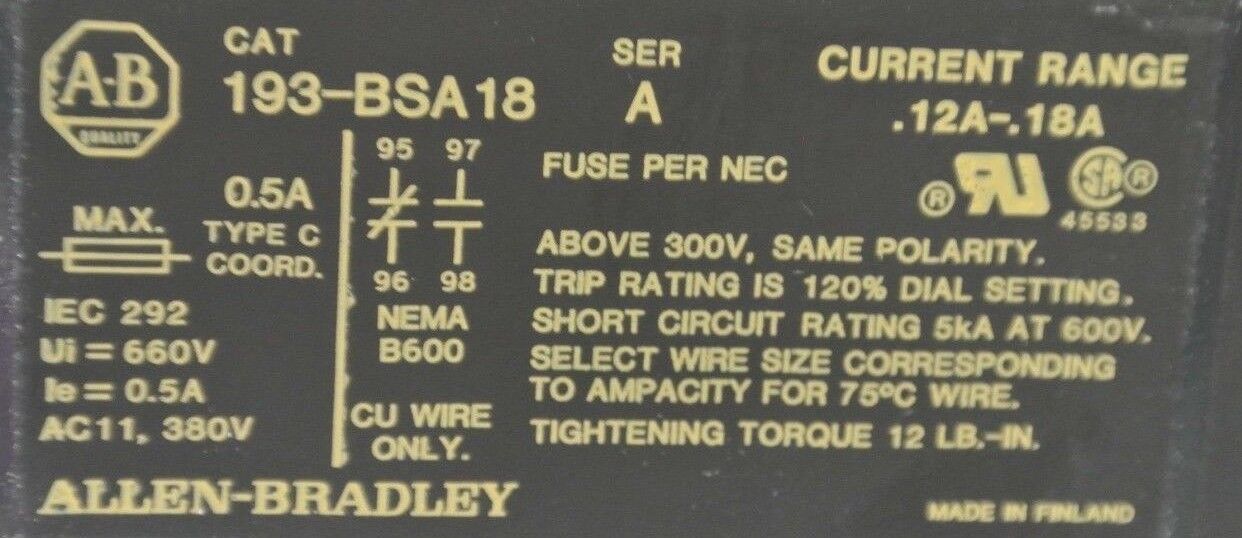 A-B
QUALITY
CAT
193-BSA18
SER
A
CURRENT RANGE
.12A-.18A
MAX.
0.5A
TYPE C
COORD.
IEC 292
Ui = 660V
Ie = 0.5A
AC11, 380V
95 97
96 98
NEMA
B600
CU WIRE
ONLY.
FUSE PER NEC
® RU SA ®
45533
ABOVE 300V, SAME POLARITY.
TRIP RATING IS 120% DIAL SETTING.
SHORT CIRCUIT RATING 5kA AT 600V.
SELECT WIRE SIZE CORRESPONDING
TO AMPACITY FOR 75ºC WIRE.
TIGHTENING TORQUE 12 LB.-IN.
ALLEN-BRADLEY
MADE IN FINLAND